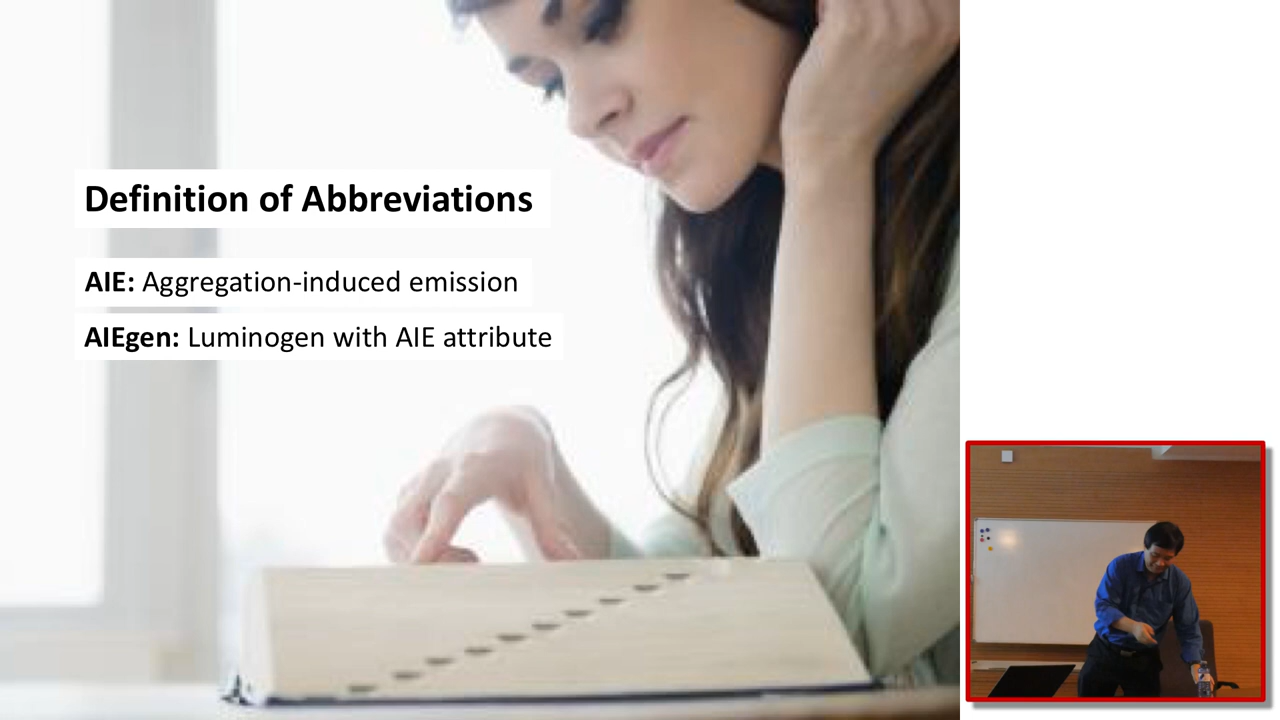 Definition of Abbreviations
AIE: Aggregation-induced emission
AIEgen: Luminogen with AIE attribute